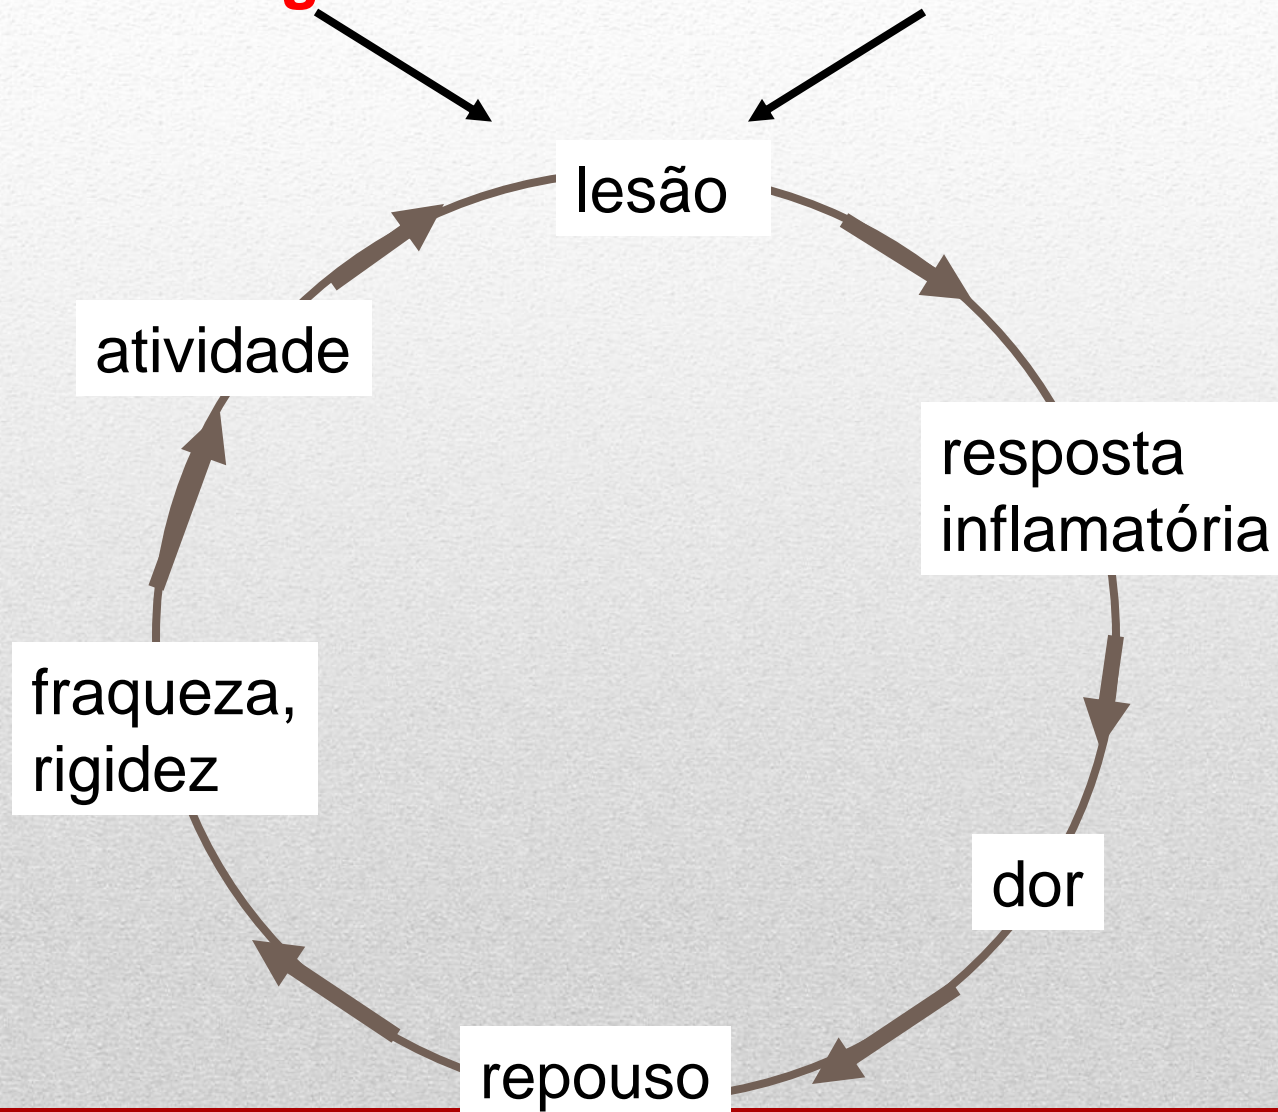 lesão
atividade
resposta
inflamatória
fraqueza,
rigidez
dor
repouso